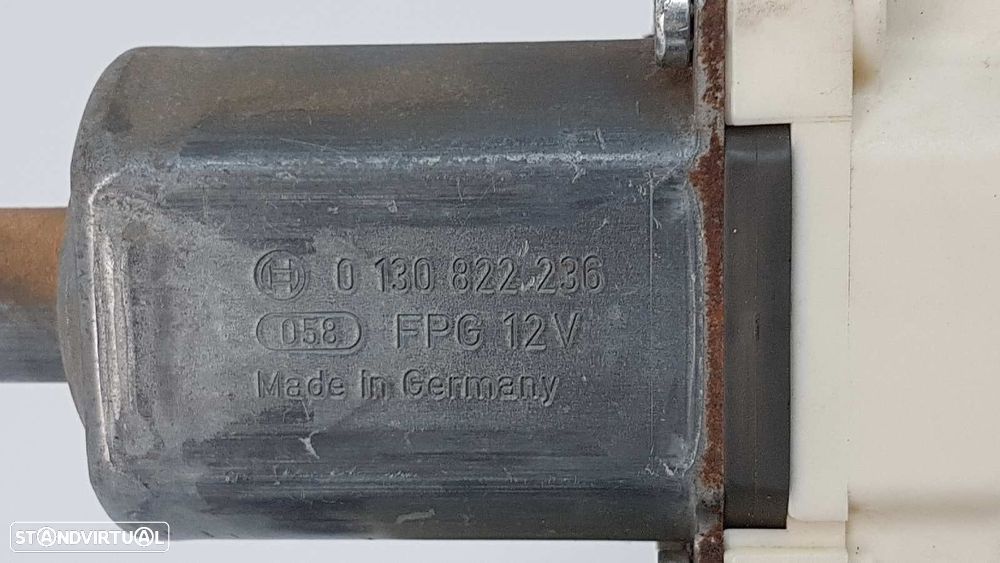 0 130 822 236
058 FPG 12V
Made in Germany
STANDVIRTUAL